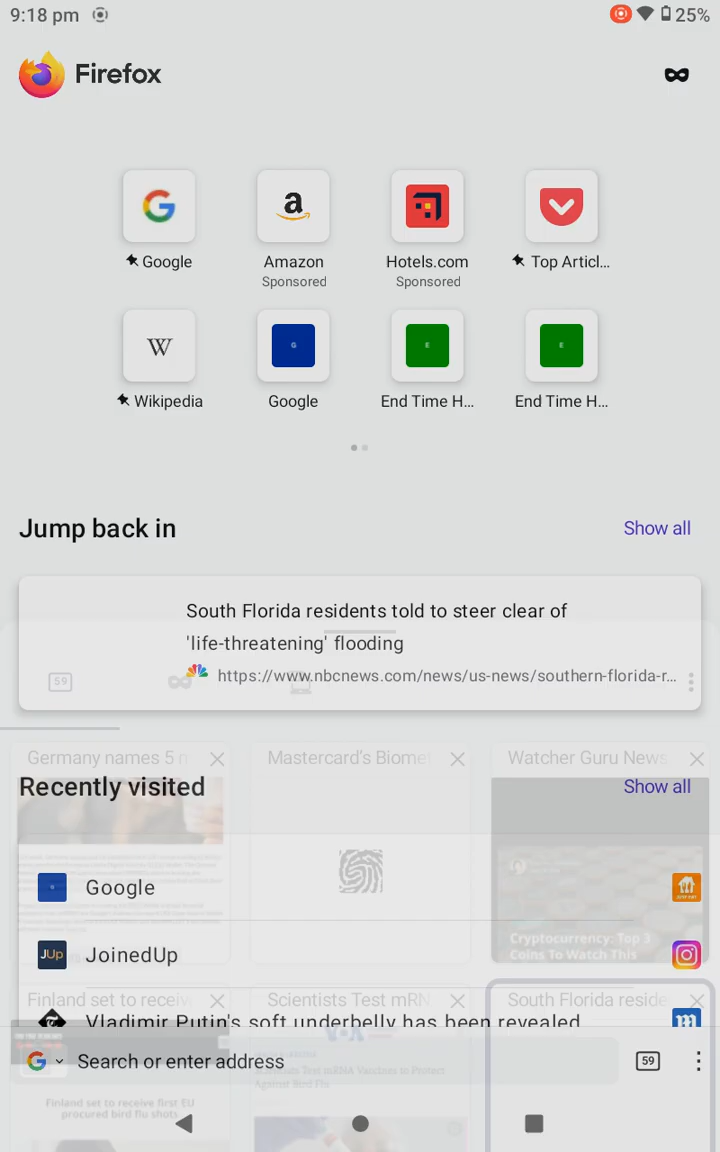 9:18 pm
25%
Firefox
Google
Amazon
Hotels.com
Top Articl...
Sponsored
Sponsored
W
G
E
E
Wikipedia
Google
End Time H...
End Time H...
Jump back in
Show all
South Florida residents told to steer clear of
'life-threatening' flooding
59
https://www.nbcnews.com/news/us-news/southern-florida-r...
Germany names 5 n
Mastercard's Biomet
Watcher Guru News
Recently visited
Show all
Google
JUp
JoinedUp
Cryptocurrency: Top 3
Coins To Watch This
Finland set to receiv
Scientists Test mRN
South Florida reside
Vladimir Putin's soft underbelly has been revealed
VOA
Search or enter address
59
Scientists Test mRNA Vaccines to Protect
Against Bird Flu
Finland set to receive first EU
procured bird flu shots